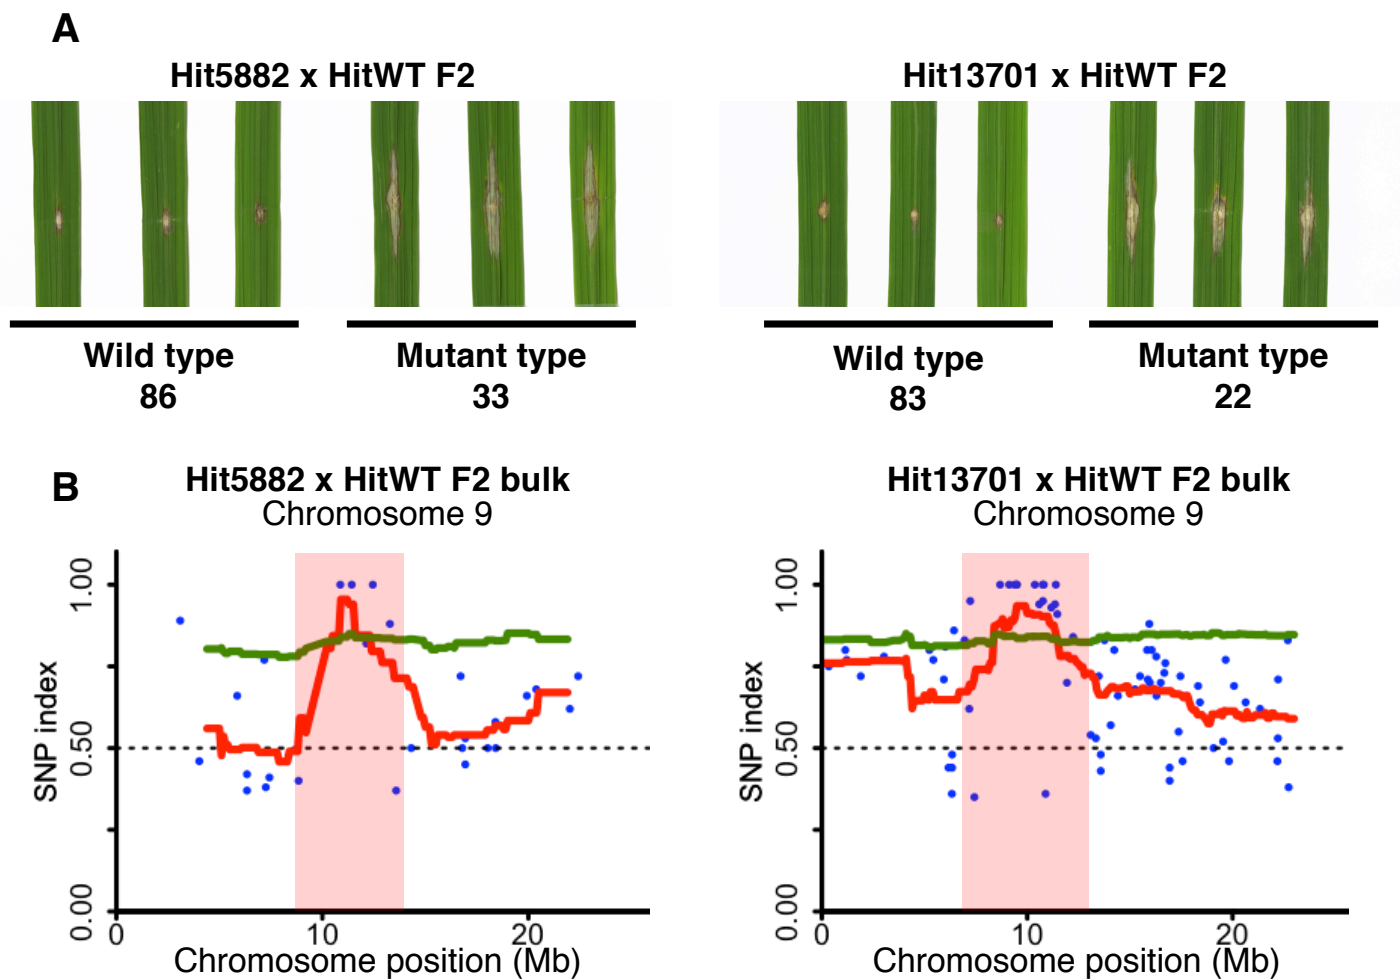 A
Hit5882 x HitWT F2
Hit13701 x HitWT F2
Wild type
86
Mutant type
33
Wild type
83
Mutant type
22
B
Hit5882 x HitWT F2 bulk
Chromosome 9
SNP index
1.00
0.50
0.00
0
10
20
Chromosome position (Mb)
Hit13701 x HitWT F2 bulk
Chromosome 9
SNP index
1.00
0.50
0.00
0
10
20
Chromosome position (Mb)